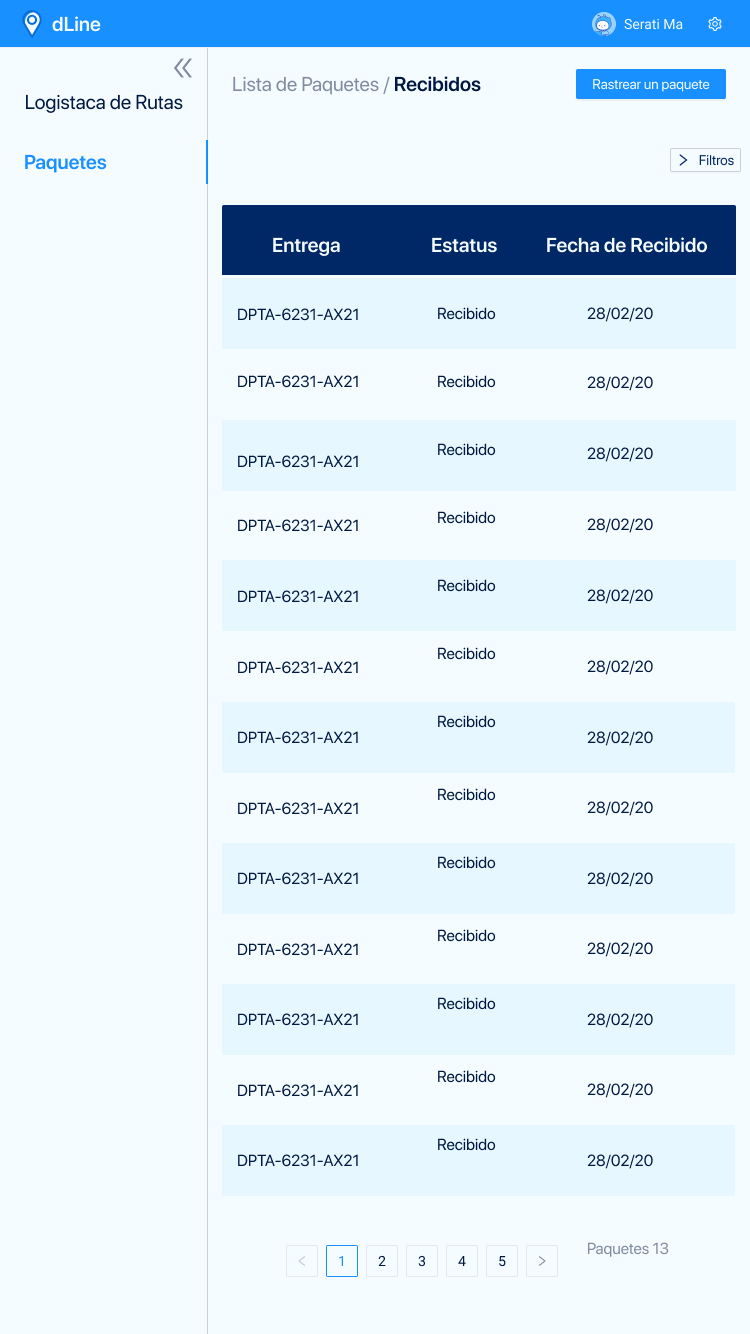 dLine
Serati Ma
Logistaca de Rutas
Paquetes
Lista de Paquetes / Recibidos
Rastrear un paquete
Filtros
Entrega Estatus Fecha de Recibido
DPTA-6231-AX21 Recibido 28/02/20
DPTA-6231-AX21 Recibido 28/02/20
DPTA-6231-AX21 Recibido 28/02/20
DPTA-6231-AX21 Recibido 28/02/20
DPTA-6231-AX21 Recibido 28/02/20
DPTA-6231-AX21 Recibido 28/02/20
DPTA-6231-AX21 Recibido 28/02/20
DPTA-6231-AX21 Recibido 28/02/20
DPTA-6231-AX21 Recibido 28/02/20
DPTA-6231-AX21 Recibido 28/02/20
DPTA-6231-AX21 Recibido 28/02/20
DPTA-6231-AX21 Recibido 28/02/20
DPTA-6231-AX21 Recibido 28/02/20
< 1 2 3 4 5 >
Paquetes 13